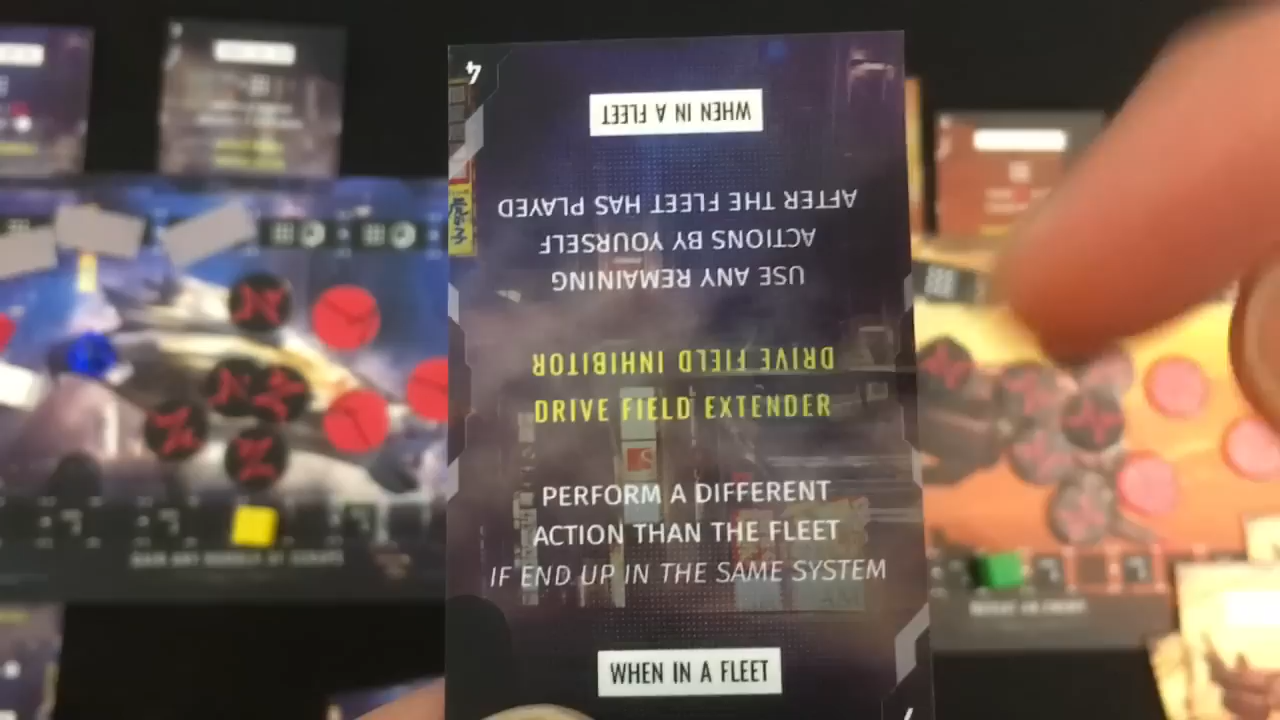 4
WHEN IN A FLEET
AFTER THE FLEET HAS PLAYED
ACTIONS BY YOURSELF
USE ANY REMAINING
DRIVE FIELD INHIBITOR
DRIVE FIELD EXTENDER
PERFORM A DIFFERENT
ACTION THAN THE FLEET
IF END UP IN THE SAME SYSTEM
WHEN IN A FLEET